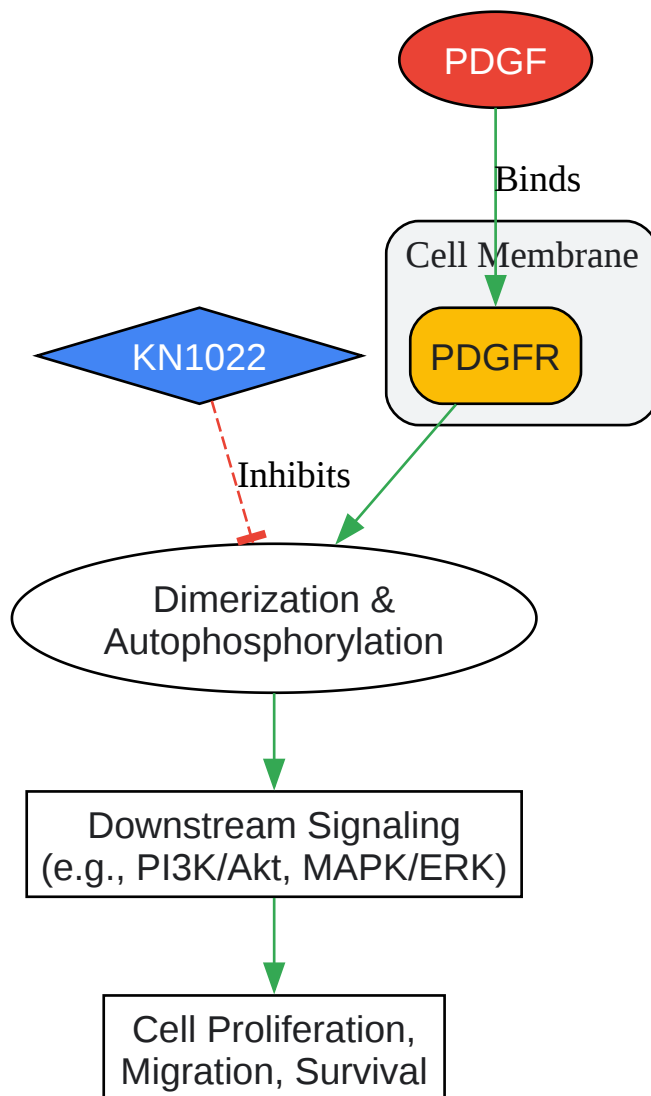 PDGF
Binds
Cell Membrane
KN1022
PDGFR
Inhibits
Dimerization &
Autophosphorylation
Downstream Signaling
(e.g., PI3K/Akt, MAPK/ERK)
Cell Proliferation,
Migration, Survival